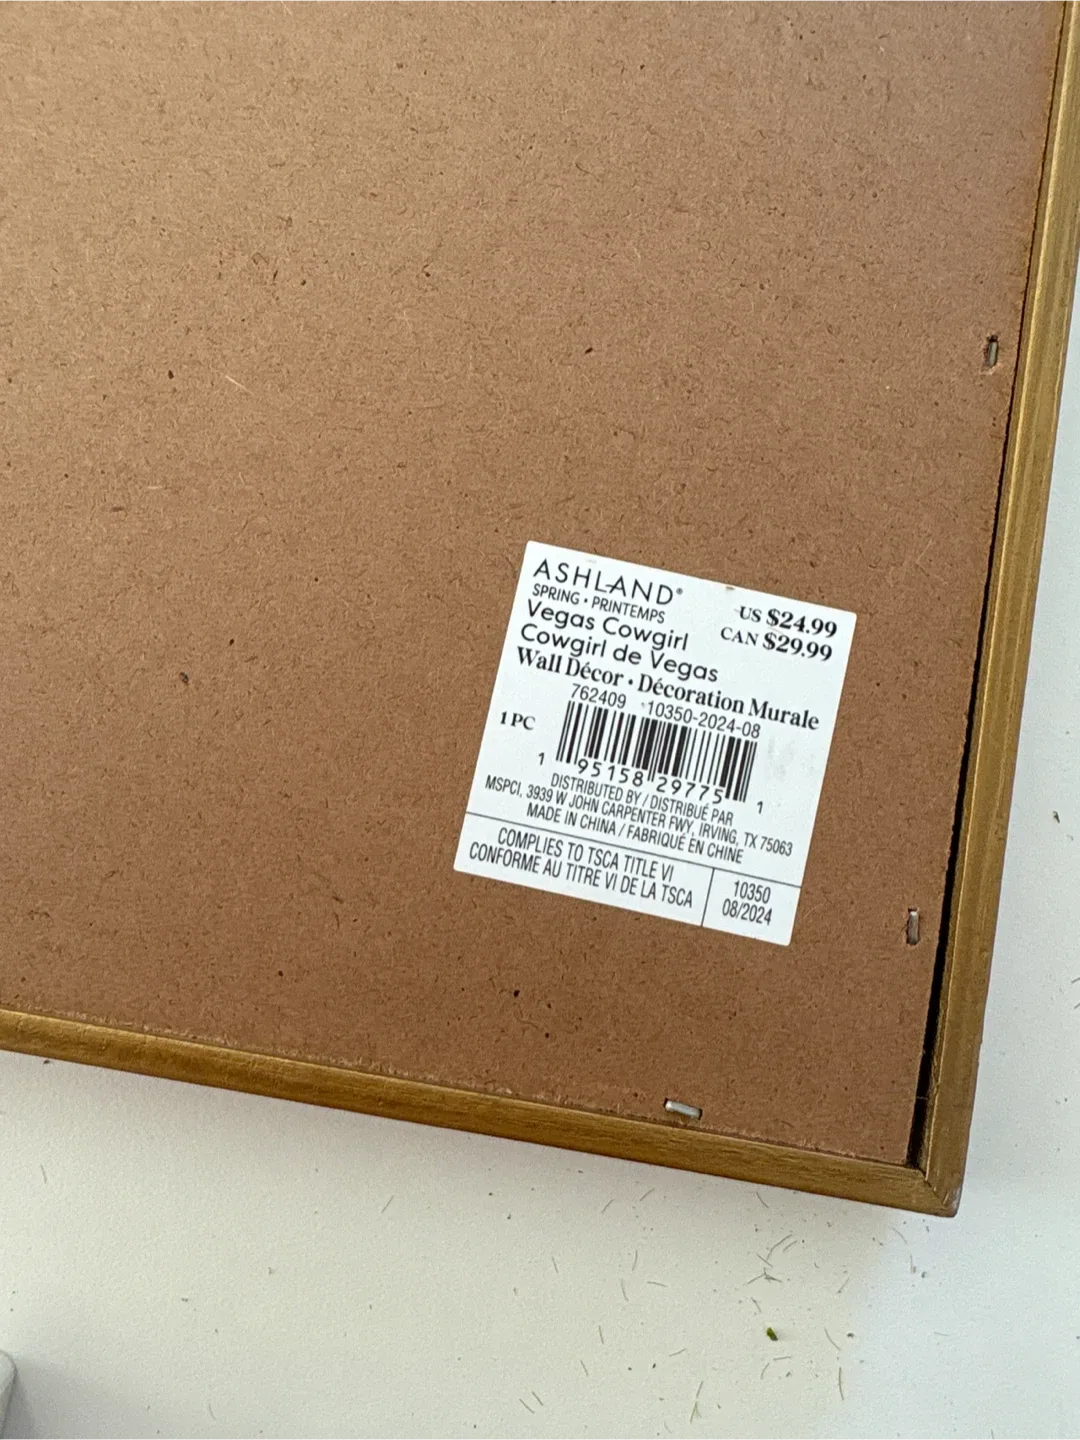 ASHLAND®
SPRING • PRINTEMPS
US $24.99
CAN $29.99
Vegas Cowgirl
Cowgirl de Vegas
Wall Décor • Décoration Murale
762409 10350-2024-08
1 PC
1 95158 29775 1
DISTRIBUTED BY / DISTRIBUÉ PAR
MSPCI, 3939 W JOHN CARPENTER FWY, IRVING, TX 75063
MADE IN CHINA / FABRIQUÉ EN CHINE
COMPLIES TO TSCA TITLE VI
CONFORME AU TITRE VI DE LA TSCA
10350
08/2024